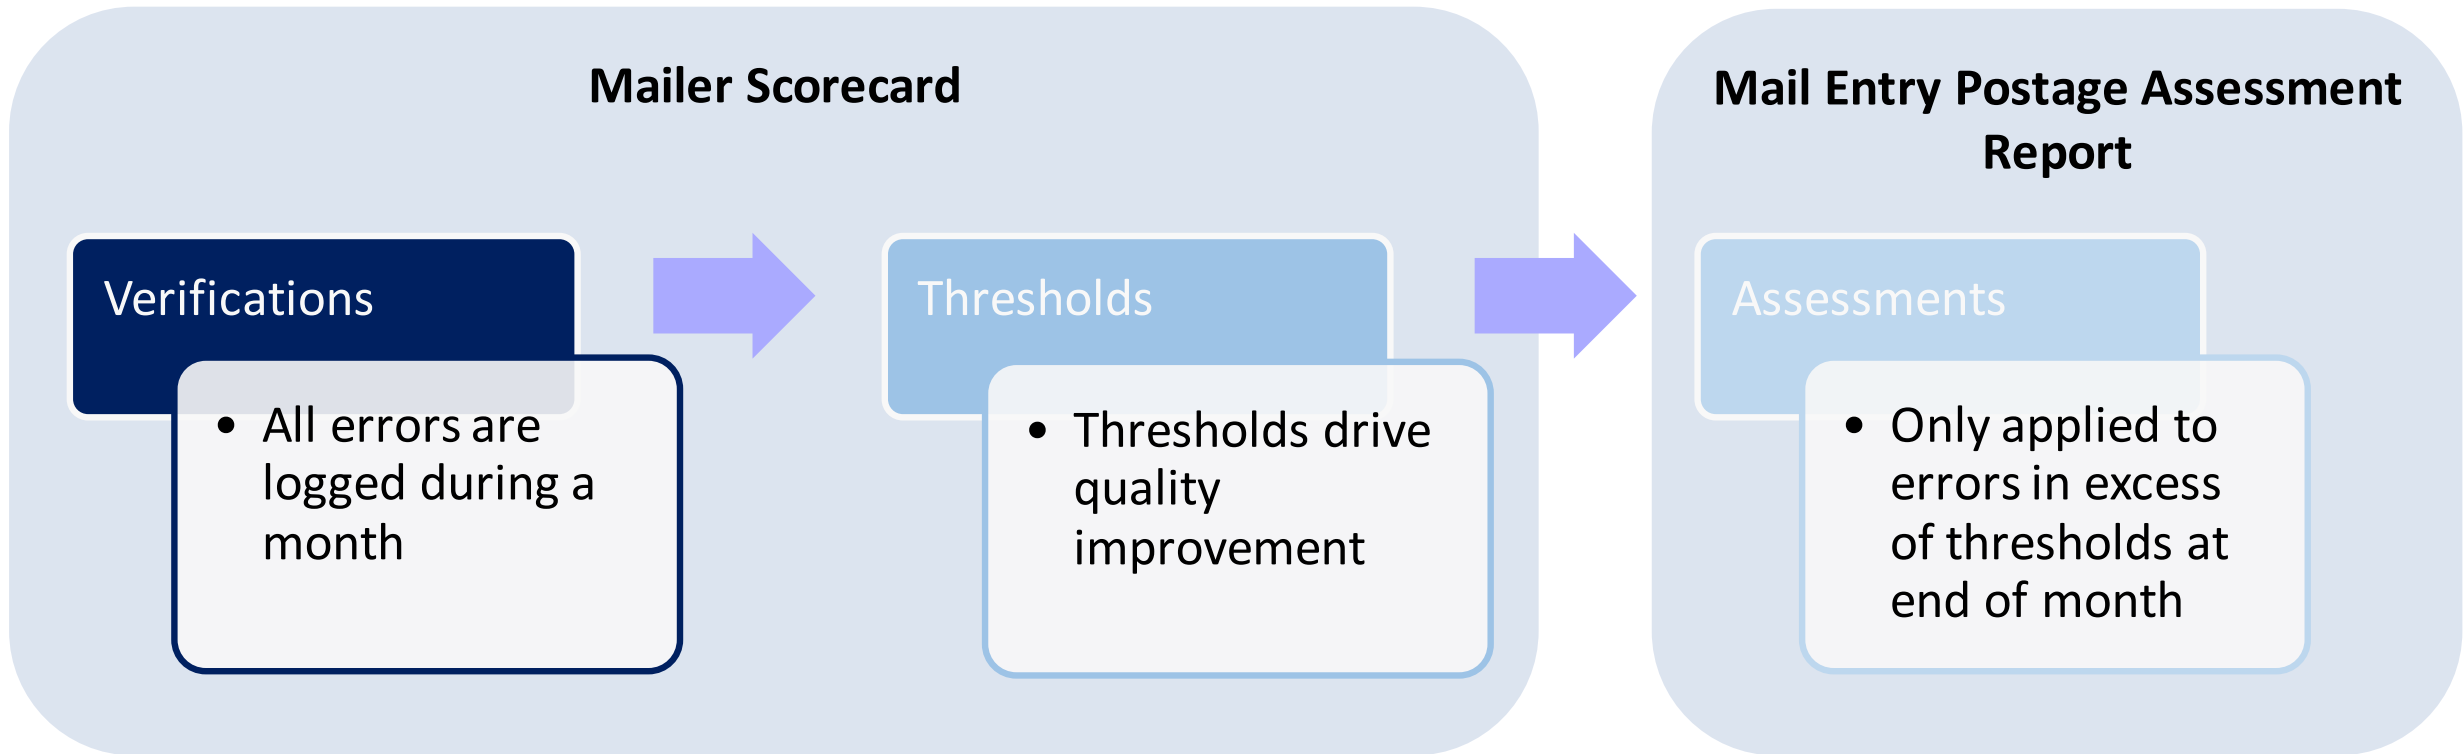 Mailer Scorecard
Verifications
• All errors are
logged during a
month
Thresholds
• Thresholds drive
quality
improvement
Mail Entry Postage Assessment
Report
Assessments
• Only applied to
errors in excess
of thresholds at
end of month